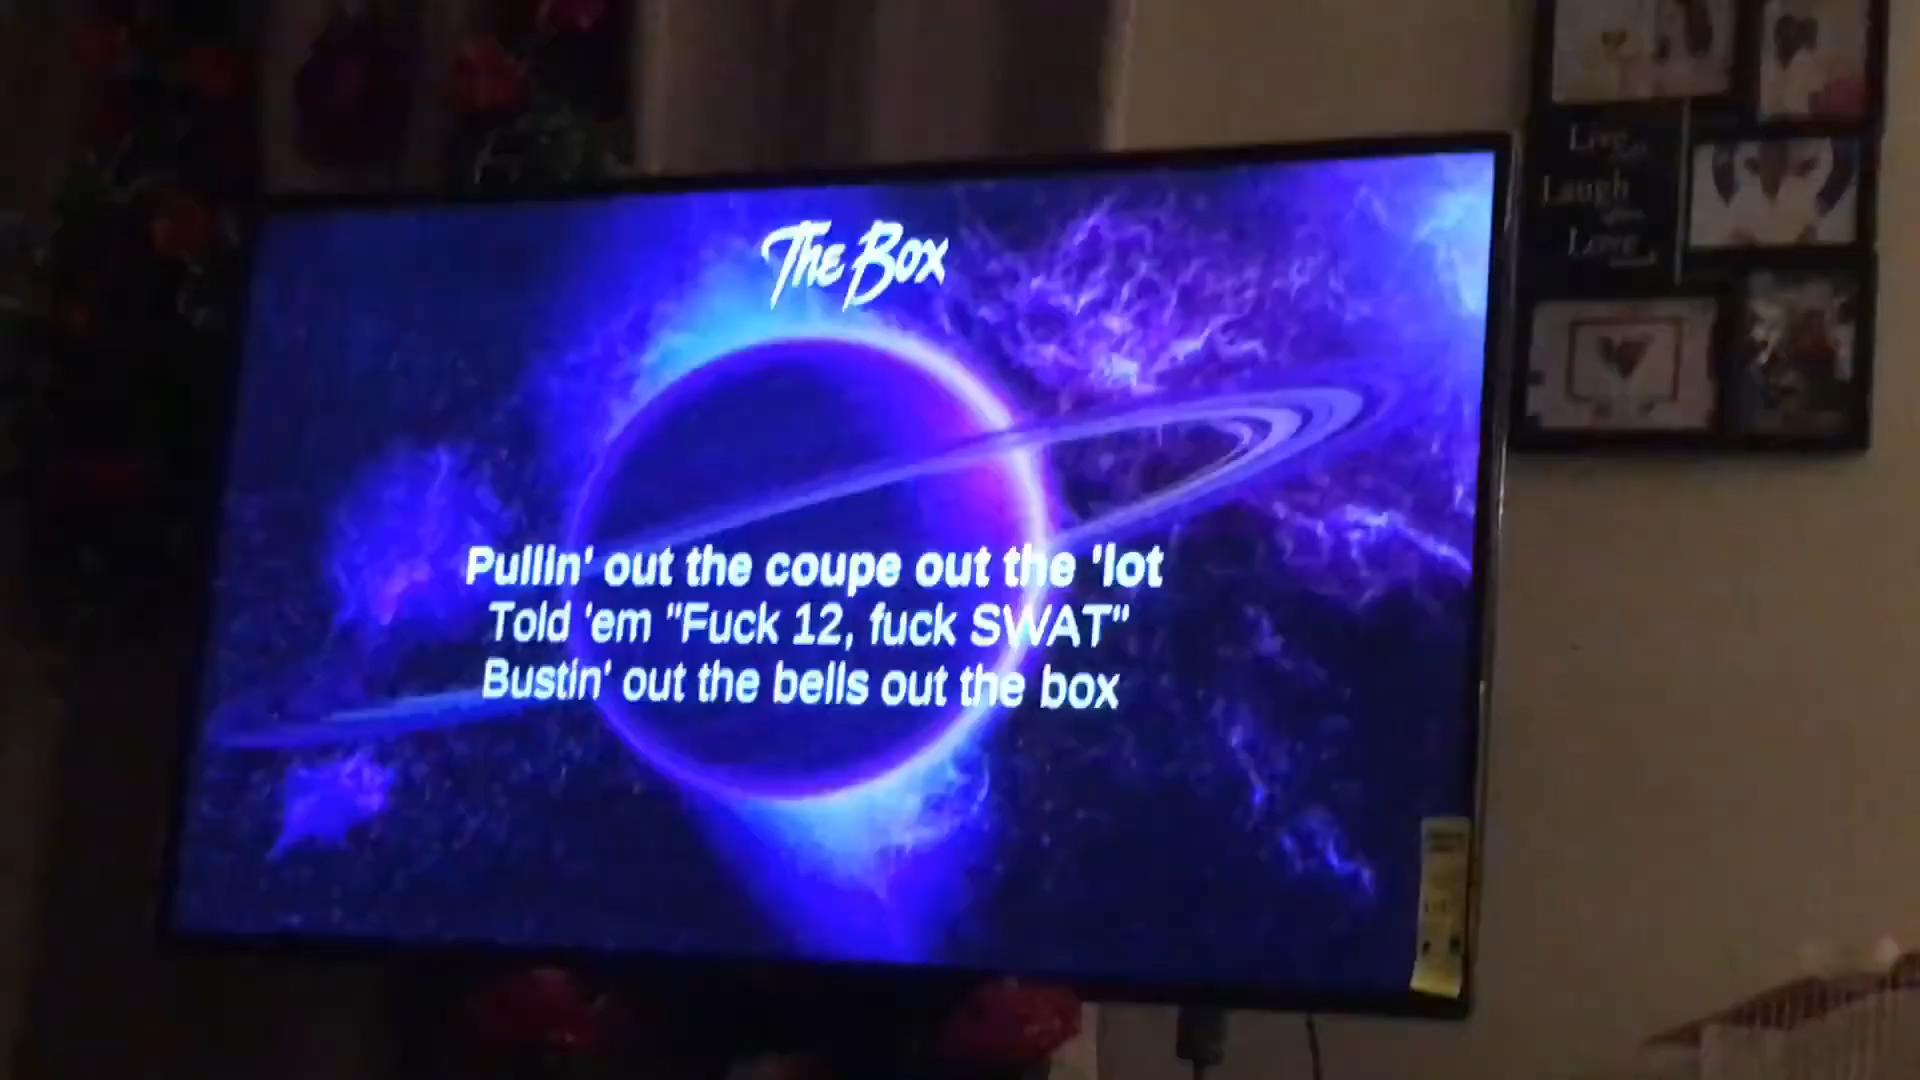 The Box
Pullin' out the coupe out the 'lot
Told 'em "Fuck 12, fuck SWAT"
Bustin' out the bells out the box
Live
Laugh
Love